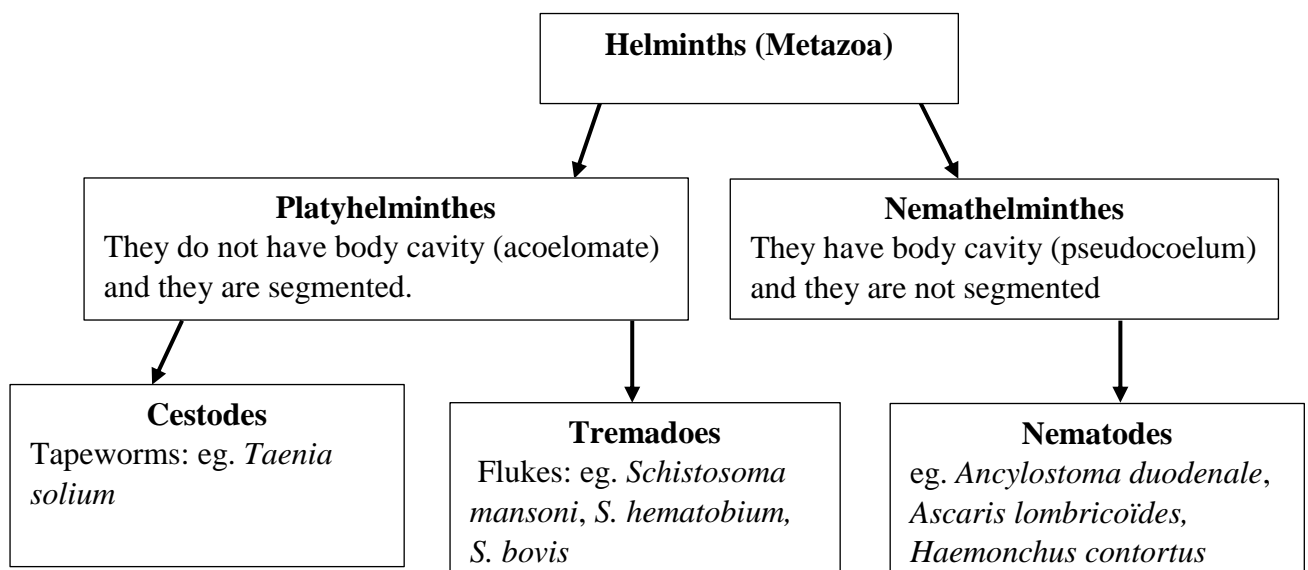 Helminths (Metazoa)
Platyhelminthes
They do not have body cavity (acoelomate)
and they are segmented.
Nemathelminthes
They have body cavity (pseudocoelum)
and they are not segmented
Cestodes
Tapeworms: eg. Taenia
solium
Tremadoes
Flukes: eg. Schistosoma
mansoni, S. hematobium,
S. bovis
Nematodes
eg. Ancylostoma duodenale,
Ascaris lombricoïdes,
Haemonchus contortus